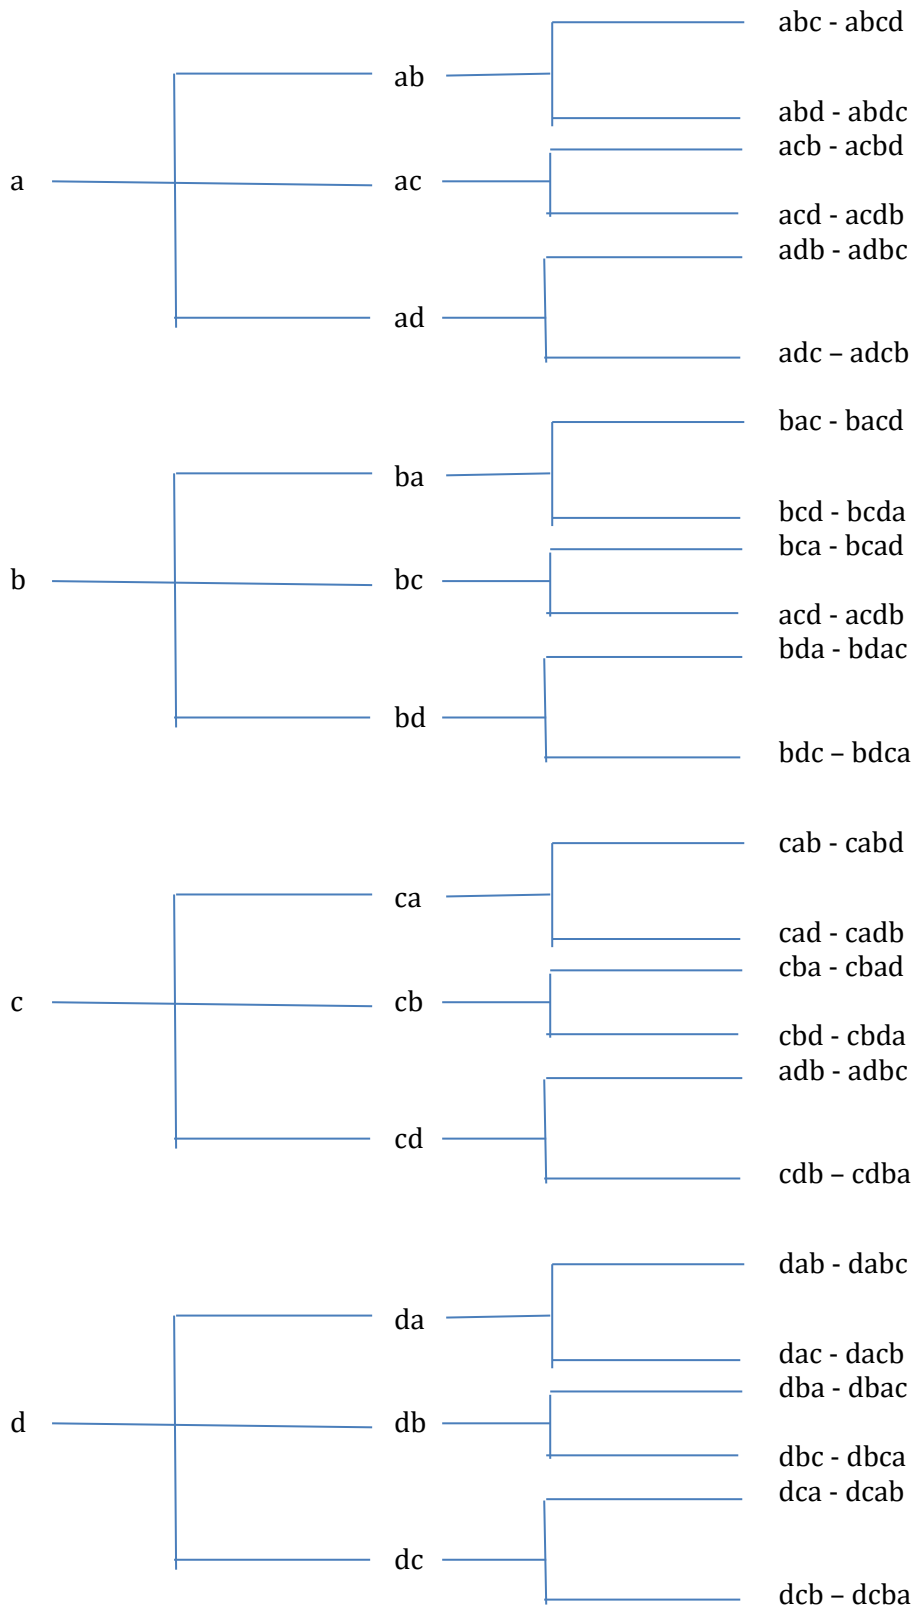 abc - abcd
ab
abd - abdc
acb - acbd
a ac
acd - acdb
adb - adbc
ad
adc – adcb
bac - bacd
ba
bcd - bcda
bca - bcad
b bc
acd - acdb
bda - bdac
bd
bdc – bdca
cab - cabd
ca
cad - cadb
cba - cbad
c cb
cbd - cbda
adb - adbc
cd
cdb – cdba
dab - dabc
da
dac - dacb
dba - dbac
d db
dbc - dbca
dca - dcab
dc
dcb – dcba